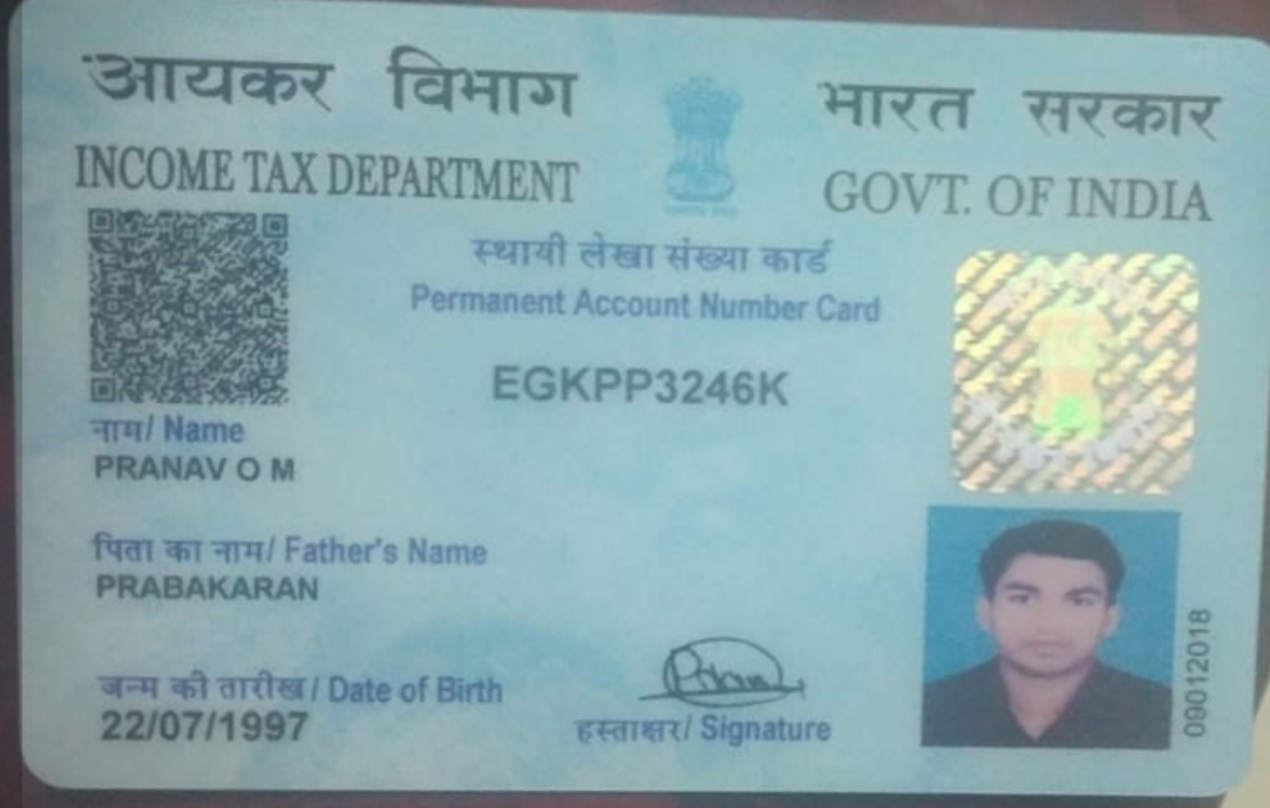 आयकर विभाग
INCOME TAX DEPARTMENT
भारत सरकार
GOVT. OF INDIA
स्थायी लेखा संख्या कार्ड
Permanent Account Number Card
EGKPP3246K
नाम/ Name
PRANAV O M
पिता का नाम/ Father's Name
PRABAKARAN
जन्म की तारीख/ Date of Birth
22/07/1997
हस्ताक्षर/ Signature
09012018